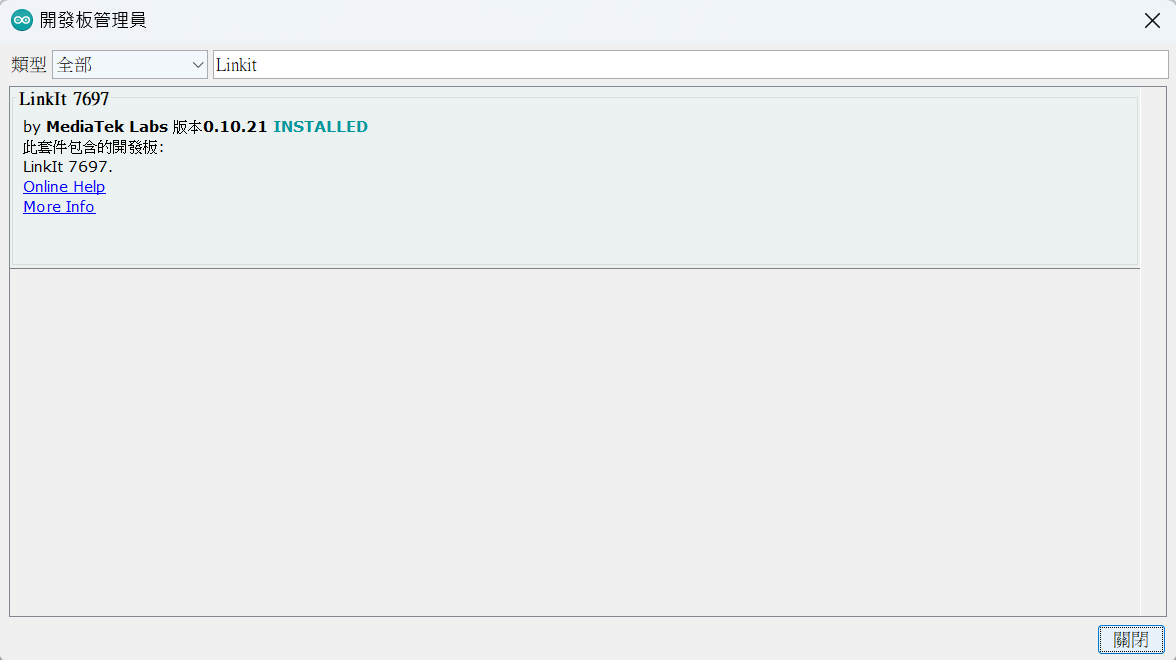 開發板管理員
類型 全部 Linkit
LinkIt 7697
by MediaTek Labs 版本0.10.21 INSTALLED
此套件包含的開發板:
LinkIt 7697.
Online Help
More Info
關閉